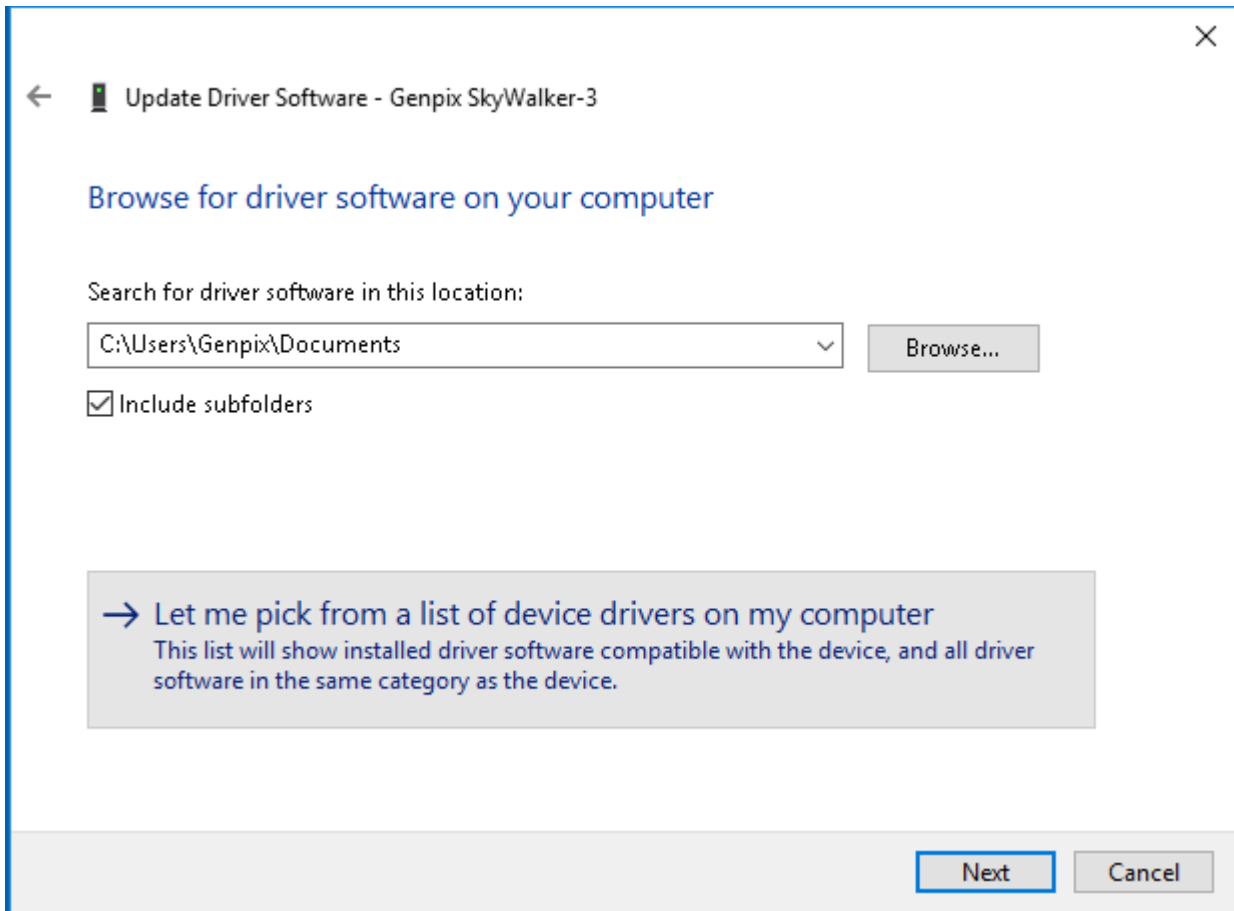 Update Driver Software - Genpix SkyWalker-3
Browse for driver software on your computer
Search for driver software in this location:
C:\Users\Genpix\Documents
Browse...
Include subfolders
Let me pick from a list of device drivers on my computer
This list will show installed driver software compatible with the device, and all driver
software in the same category as the device.
Next
Cancel